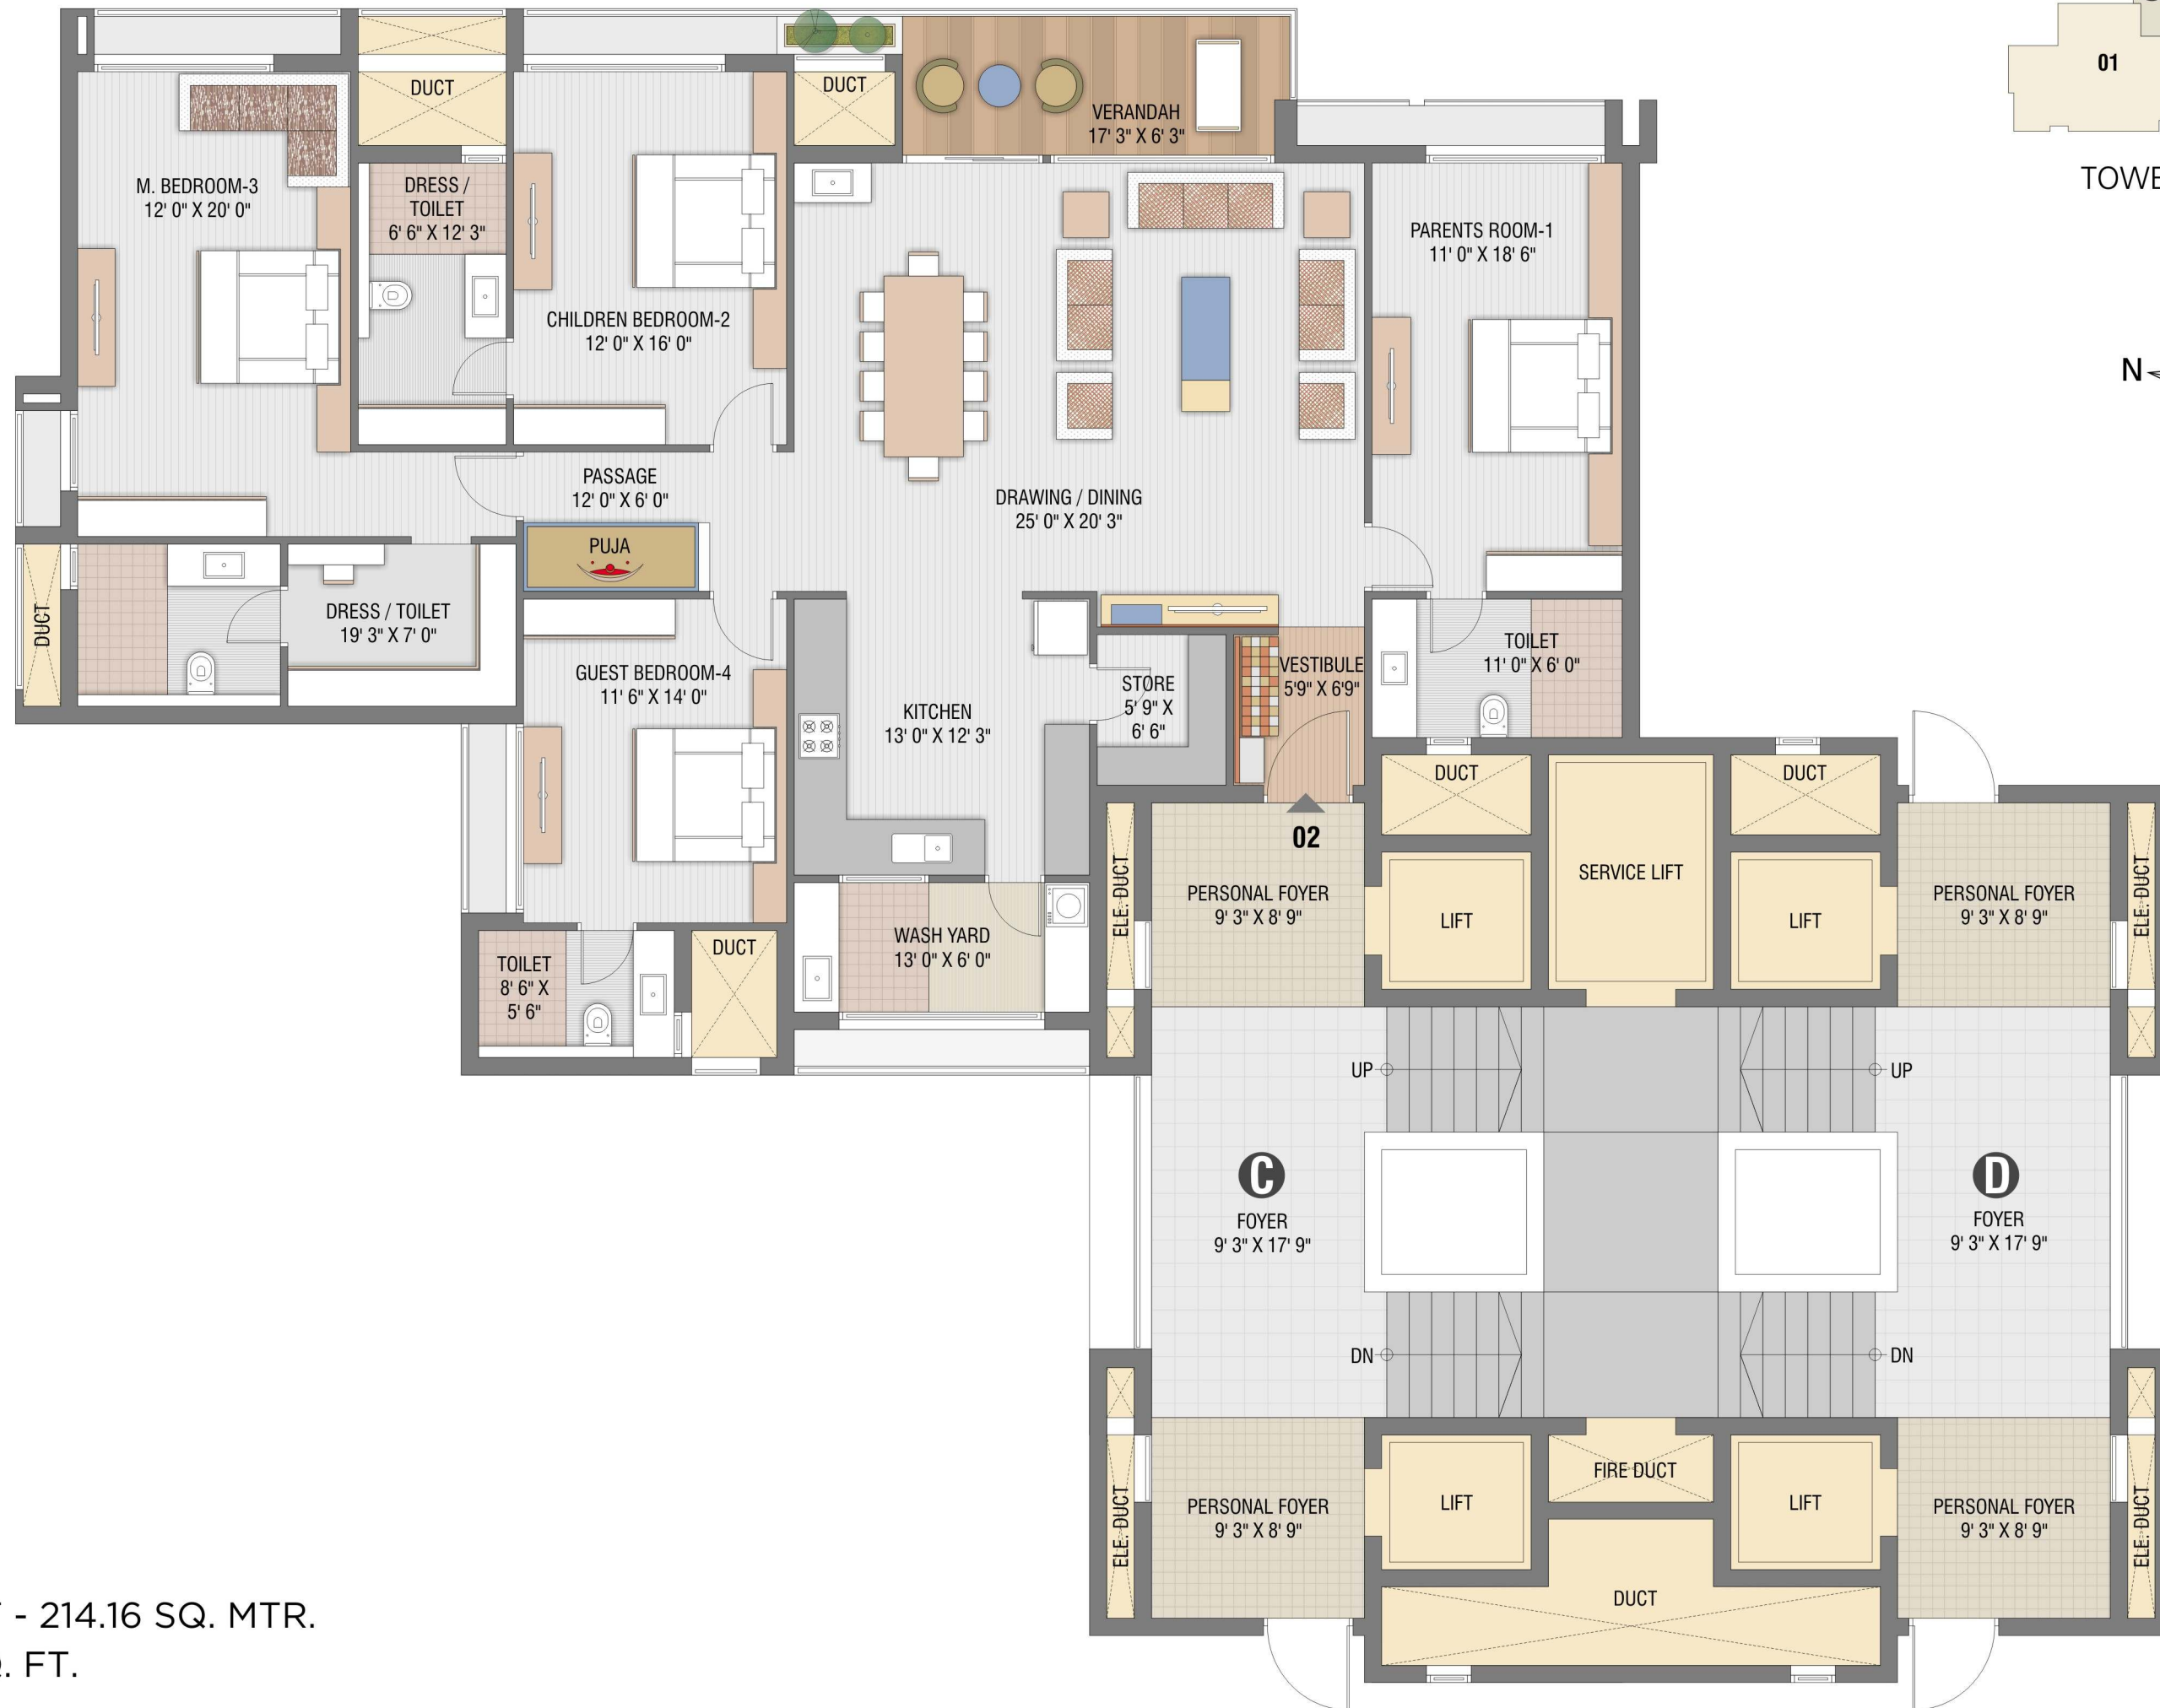 01
TOWE
N
DUCT
DUCT
VERANDAH
17' 3" X 6' 3"
M. BEDROOM-3
12' 0" X 20' 0"
DRESS /
TOILET
6' 6" X 12' 3"
CHILDREN BEDROOM-2
12' 0" X 16' 0"
PARENTS ROOM-1
11' 0" X 18' 6"
PASSAGE
12' 0" X 6' 0"
DRAWING / DINING
25' 0" X 20' 3"
PUJA
DUCT
DRESS / TOILET
19' 3" X 7' 0"
GUEST BEDROOM-4
11' 6" X 14' 0"
KITCHEN
13' 0" X 12' 3"
STORE
5' 9" X
6' 6"
VESTIBULE
5'9" X 6'9"
TOILET
11' 0" X 6' 0"
DUCT
SERVICE LIFT
DUCT
02
ELE. DUCT
PERSONAL FOYER
9' 3" X 8' 9"
LIFT
LIFT
PERSONAL FOYER
9' 3" X 8' 9"
ELE. DUCT
WASH YARD
13' 0" X 6' 0"
TOILET
8' 6" X
5' 6"
DUCT
UP
UP
C
FOYER
9' 3" X 17' 9"
D
FOYER
9' 3" X 17' 9"
DN
DN
ELE. DUCT
PERSONAL FOYER
9' 3" X 8' 9"
LIFT
FIRE DUCT
LIFT
PERSONAL FOYER
9' 3" X 8' 9"
ELE. DUCT
DUCT
- 214.16 SQ. MTR.
. FT.